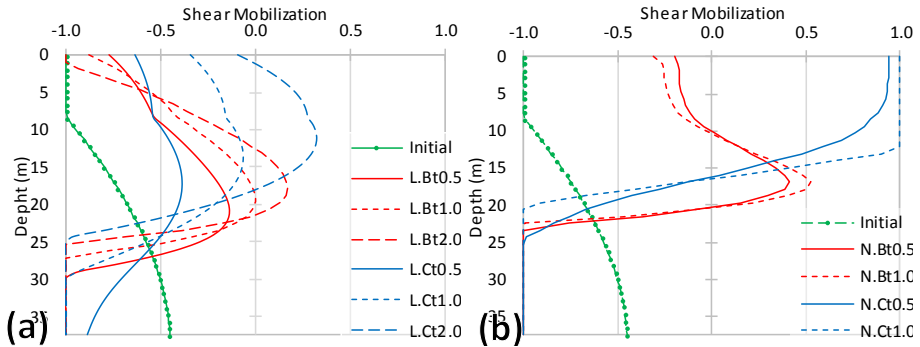 Shear Mobilization
-1.0 -0.5 0.0 0.5 1.0
0
5
10
15
20
25
30
35
Depth (m)
Initial
L.Bt0.5
L.Bt1.0
L.Bt2.0
L.Ct0.5
L.Ct1.0
L.Ct2.0
(a)
Shear Mobilization
-1.0 -0.5 0.0 0.5 1.0
0
5
10
15
20
25
30
35
Depth (m)
Initial
N.Bt0.5
N.Bt1.0
N.Ct0.5
N.Ct1.0
(b)